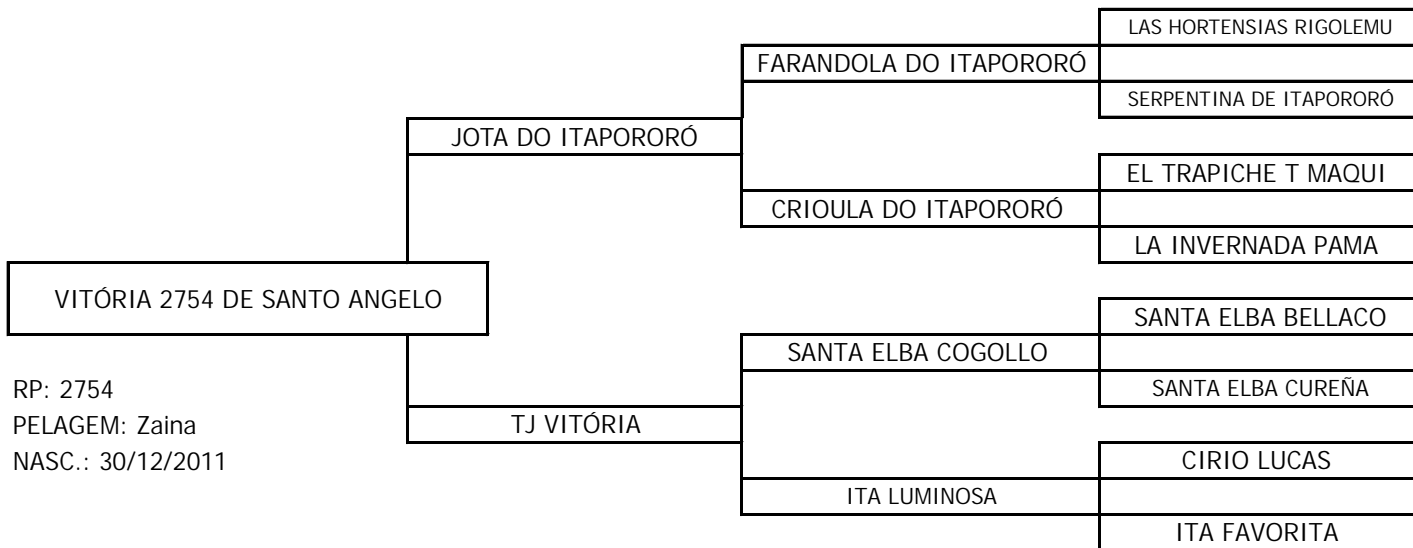 LAS HORTENSIAS RIGOLEMU
FARANDOLA DO ITAPORORÓ
SERPENTINA DE ITAPORORÓ
JOTA DO ITAPORORÓ
EL TRAPICHE T MAQUI
CRIOULA DO ITAPORORÓ
LA INVERNADA PAMA
VITÓRIA 2754 DE SANTO ANGELO
SANTA ELBA BELLACO
SANTA ELBA COGOLLO
SANTA ELBA CUREÑA
RP: 2754
PELAGEM: Zaina
NASC.: 30/12/2011
TJ VITÓRIA
CIRIO LUCAS
ITA LUMINOSA
ITA FAVORITA